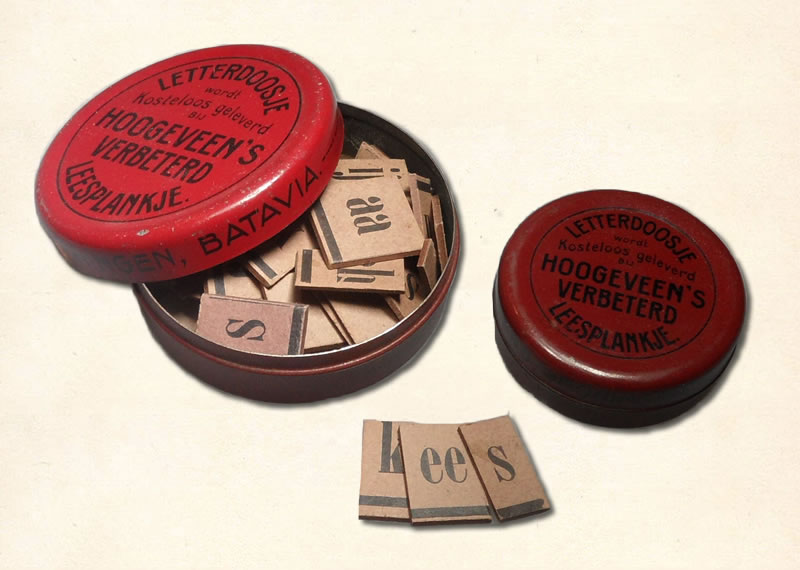 LETTERDOOSJE
wordt
Kosteloos geleverd
BIJ
HOOGEVEEN'S
VERBETERD
LEESPLANKJE.
BATAVIA.
aa
h
s
LETTERDOOSJE
wordt
Kosteloos geleverd
BIJ
HOOGEVEEN'S
VERBETERD
LEESPLANKJE.
k ee s